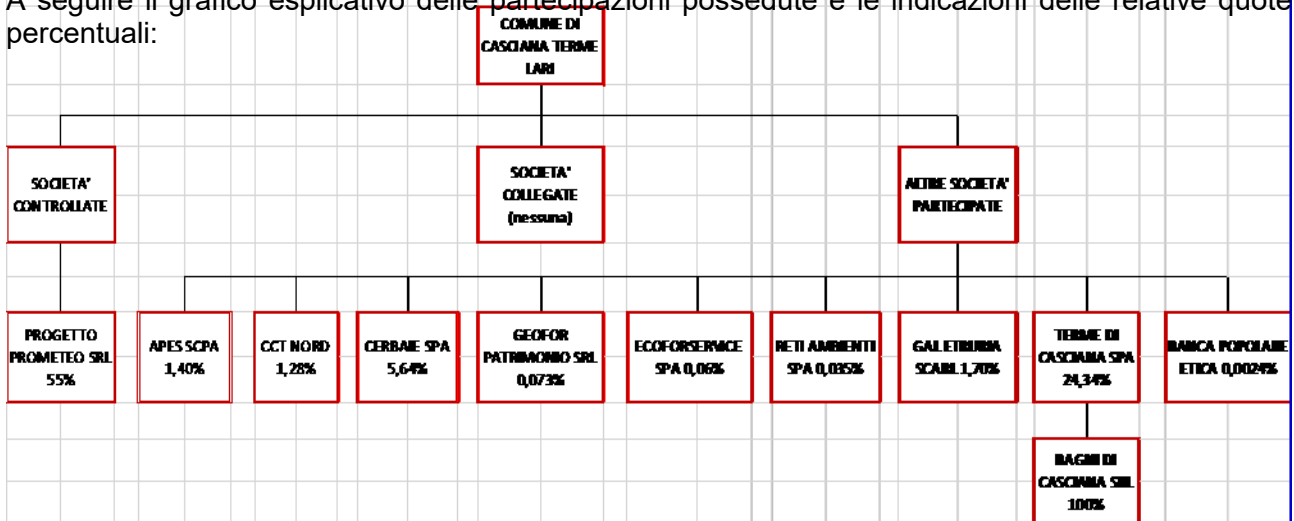 A seguire il grafico esplicativo delle partecipazioni possedute e le indicazioni delle relative quote
percentuali:
COMUNE DI
CASCIANA TERME
LARI
SOCIETA'
CONTROLLATE
SOCIETA'
COLLEGATE
(nessuna)
ALTRE SOCIETA'
PARTECIPATE
PROGETTO
PROMETEO SRL
55%
APES SCPA
1,40%
CCT NORD
1,28%
CERBAIE SPA
5,64%
GEOFOR
PATRIMONIO SRL
0,073%
ECOFORSERVICE
SPA 0,06%
RETI AMBIENTI
SPA 0,035%
GAL ETRURIA
SCARL 1,70%
TERME DI
CASCIANA SPA
24,34%
BANCA POPOLARE
ETICA 0,0024%
BAGNI DI
CASCIANA SRL
100%